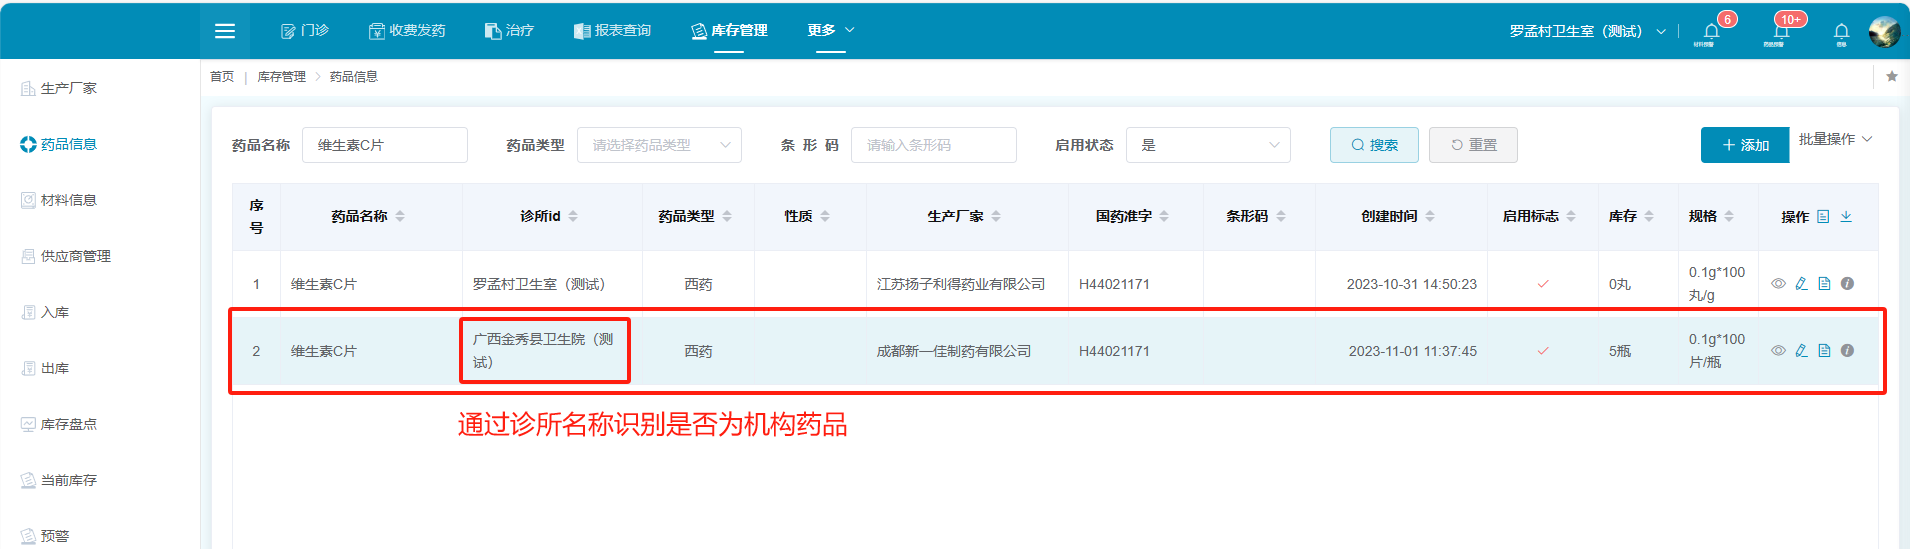 门诊 收费发药 治疗 报表查询 库存管理 更多 罗孟村卫生室（测试） 6 材料预警 10+ 药品预警 消息
首页 | 库存管理 > 药品信息
生产厂家
药品信息
材料信息
供应商管理
入库
出库
库存盘点
当前库存
预警
药品名称 维生素C片 药品类型 请选择药品类型 条 形 码 请输入条形码 启用状态 是 搜索 重置 + 添加 批量操作
序号 药品名称 诊所id 药品类型 性质 生产厂家 国药准字 条形码 创建时间 启用标志 库存 规格 操作
1 维生素C片 罗孟村卫生室（测试） 西药 江苏扬子利得药业有限公司 H44021171 2023-10-31 14:50:23 0丸 0.1g*100
丸/g
2 维生素C片 广西金秀县卫生院（测 西药 成都新一佳制药有限公司 H44021171 2023-11-01 11:37:45 5瓶 0.1g*100
试） 片/瓶
通过诊所名称识别是否为机构药品